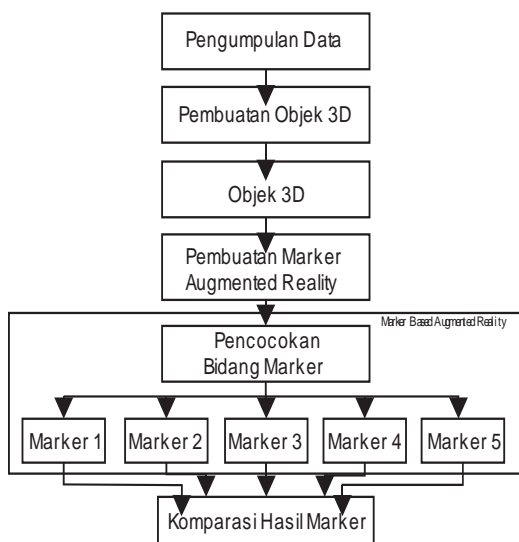 Pengumpulan Data
Pembuatan Objek 3D
Objek 3D
Pembuatan Marker
Augmented Reality
Marker Based Augmented Reality
Pencocokan
Bidang Marker
Marker 1
Marker 2
Marker 3
Marker 4
Marker 5
Komparasi Hasil Marker